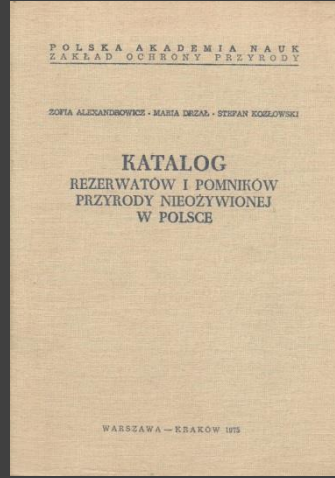 POLSKA AKADEMIA NAUK
ZAKŁAD OCHRONY PRZYRODY
ZOFIA ALEXANDROWICZ · MARIA DRZAŁ · STEFAN KOZŁOWSKI
KATALOG
REZERWATÓW I POMNIKÓW
PRZYRODY NIEOŻYWIONEJ
W POLSCE
WARSZAWA — KRAKÓW 1975